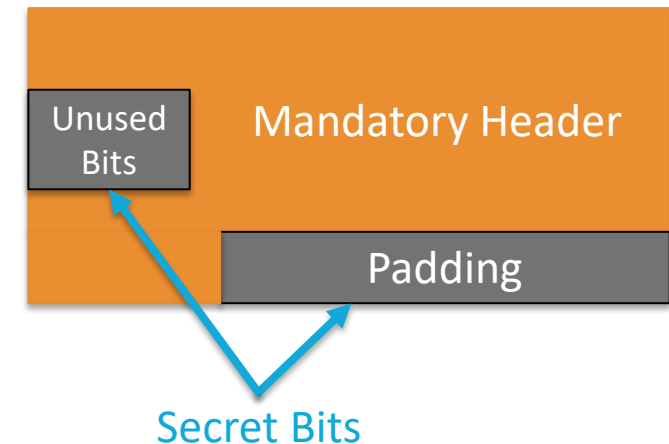 Unused
Bits
Mandatory Header
Padding
Secret Bits